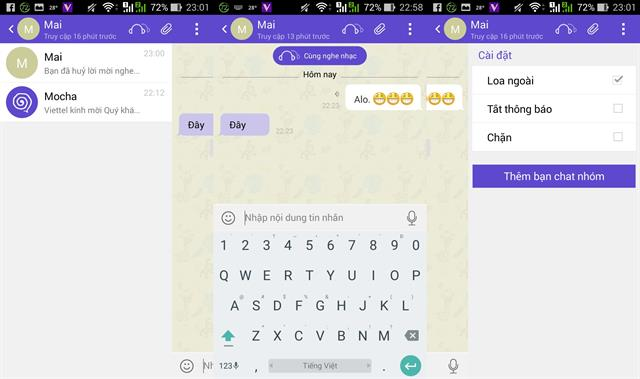 28° 72% 23:01
Mai
Truy cập 16 phút trước
M
Mai 23:00
Bạn đã huỷ lời mời nghe...
Mocha 22:12
Viettel kính mời Quý khá...
28° 72% 22:58
M
Mai
Truy cập 13 phút trước
Cùng nghe nhạc
Hôm nay
Alo.
22:23
Đây
Đây
22:23
Nhập nội dung tin nhắn
1 2 3 4 5 6 7 8 9 0
Q W E R T Y U I O P
A S D F G H J K L
Z X C V B N M
123 , Tiếng Việt .
28° 72% 23:01
M
Mai
Truy cập 16 phút trước
Cài đặt
Loa ngoài
Tắt thông báo
Chặn
Thêm bạn chat nhóm